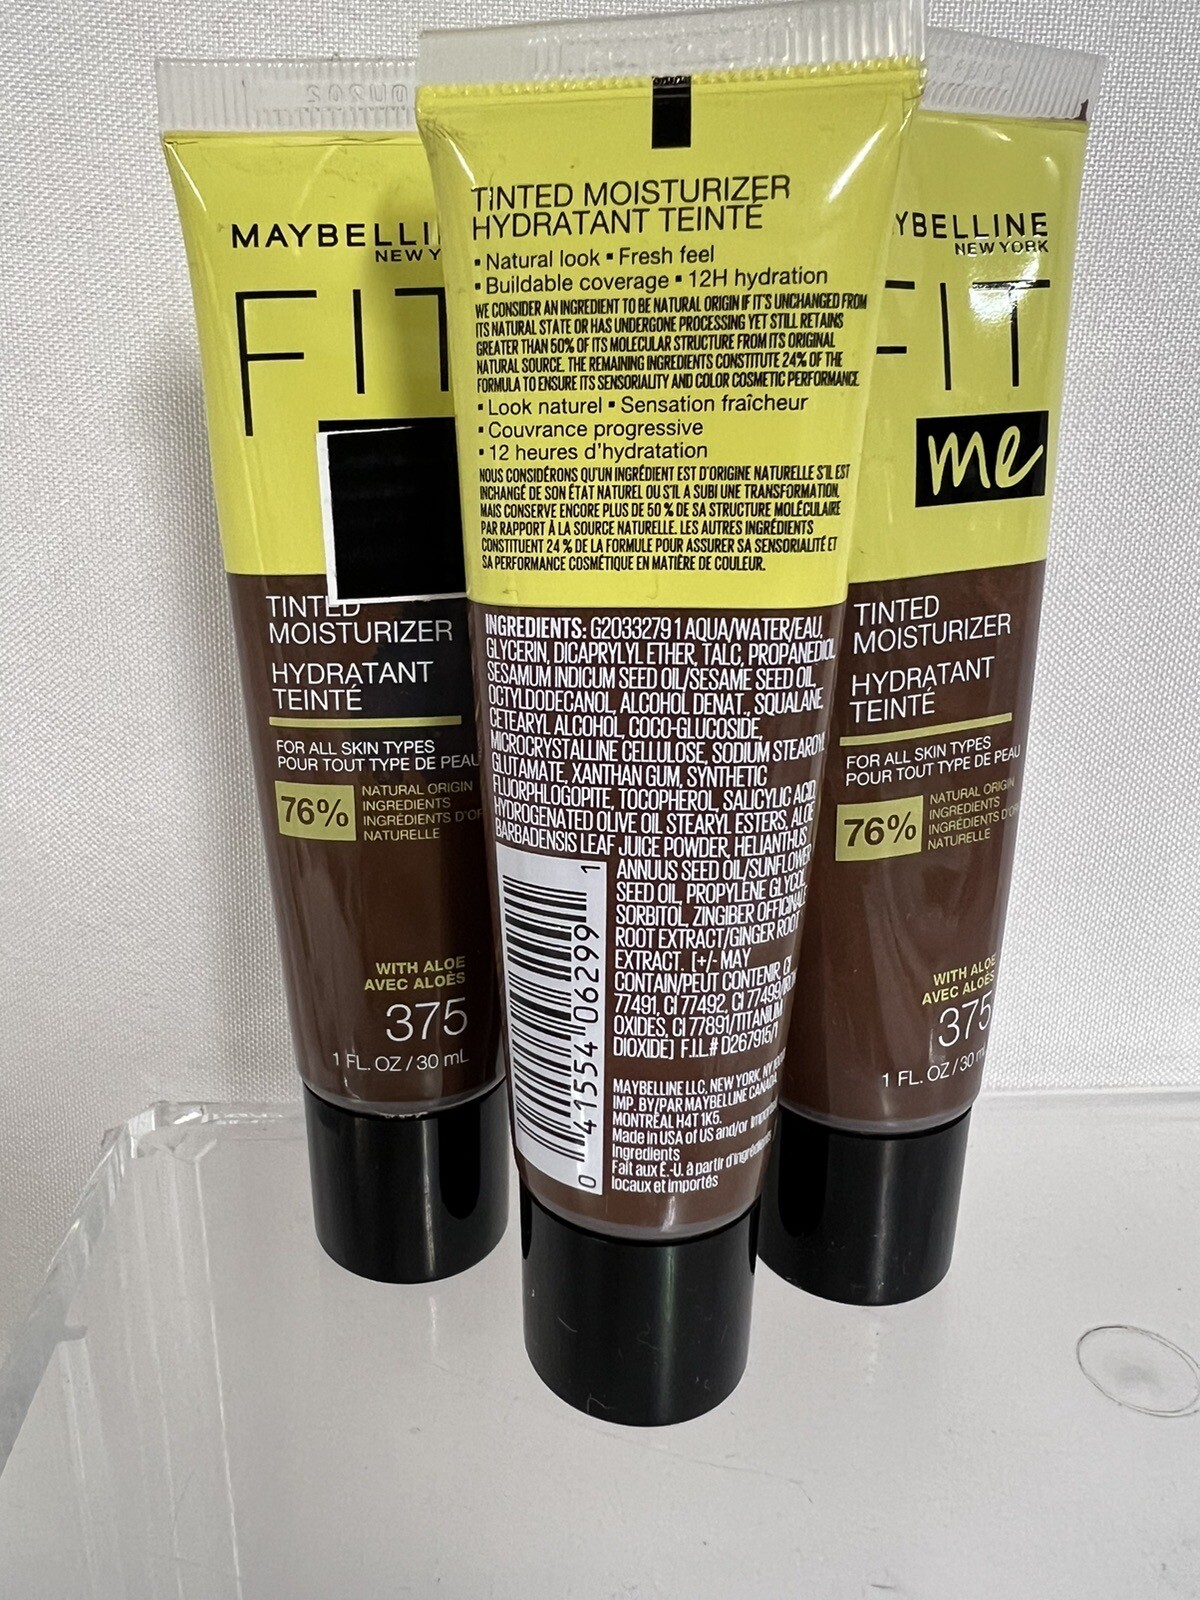 MAYBELLI
NEW Y
FIT
TINTED
MOISTURIZER
HYDRATANT
TEINTÉ
FOR ALL SKIN TYPES
POUR TOUT TYPE DE PEAU
76%
NATURAL ORIGIN
INGREDIENTS
INGRÉDIENTS D'OR
NATURELLE
WITH ALOE
AVEC ALOÈS
375
1 FL. OZ / 30 mL
TINTED MOISTURIZER
HYDRATANT TEINTÉ
▪ Natural look ▪ Fresh feel
▪ Buildable coverage ▪ 12H hydration
WE CONSIDER AN INGREDIENT TO BE NATURAL ORIGIN IF IT'S UNCHANGED FROM
ITS NATURAL STATE OR HAS UNDERGONE PROCESSING YET STILL RETAINS
GREATER THAN 50% OF ITS MOLECULAR STRUCTURE FROM ITS ORIGINAL
NATURAL SOURCE. THE REMAINING INGREDIENTS CONSTITUTE 24% OF THE
FORMULA TO ENSURE ITS SENSORIALITY AND COLOR COSMETIC PERFORMANCE.
▪ Look naturel ▪ Sensation fraîcheur
▪ Couvrance progressive
▪ 12 heures d'hydratation
NOUS CONSIDÉRONS QU'UN INGRÉDIENT EST D'ORIGINE NATURELLE S'IL EST
INCHANGÉ DE SON ÉTAT NATUREL OU S'IL A SUBI UNE TRANSFORMATION,
MAIS CONSERVE ENCORE PLUS DE 50 % DE SA STRUCTURE MOLÉCULAIRE
PAR RAPPORT À LA SOURCE NATURELLE. LES AUTRES INGRÉDIENTS
CONSTITUENT 24 % DE LA FORMULE POUR ASSURER SA SENSORIALITÉ ET
SA PERFORMANCE COSMÉTIQUE EN MATIÈRE DE COULEUR.
INGREDIENTS: G2033279 1 AQUA/WATER/EAU,
GLYCERIN, DICAPRYLYL ETHER, TALC, PROPANEDIOL,
SESAMUM INDICUM SEED OIL/SESAME SEED OIL,
OCTYLDODECANOL, ALCOHOL DENAT., SQUALANE,
CETEARYL ALCOHOL, COCO-GLUCOSIDE,
MICROCRYSTALLINE CELLULOSE, SODIUM STEAROYL
GLUTAMATE, XANTHAN GUM, SYNTHETIC
FLUORPHLOGOPITE, TOCOPHEROL, SALICYLIC ACID,
HYDROGENATED OLIVE OIL STEARYL ESTERS, ALOE
BARBADENSIS LEAF JUICE POWDER, HELIANTHUS
ANNUUS SEED OIL/SUNFLOWER
SEED OIL, PROPYLENE GLYCOL,
SORBITOL, ZINGIBER OFFICINALE
ROOT EXTRACT/GINGER ROOT
EXTRACT. [+/- MAY
CONTAIN/PEUT CONTENIR, CI
77491, CI 77492, CI 77499/IRON
OXIDES, CI 77891/TITANIUM
DIOXIDE] F.I.L.# D267915/1
0 41554 06299 1
MAYBELLINE LLC, NEW YORK, NY
IMP. BY/PAR MAYBELLINE CANADA,
MONTRÉAL H4T 1K5.
Made in USA of US and/or Imported
Ingredients
Fait aux É.-U. à partir d'ingrédients
locaux et importés
YBELLINE
NEW YORK
FIT
me
TINTED
MOISTURIZER
HYDRATANT
TEINTÉ
FOR ALL SKIN TYPES
POUR TOUT TYPE DE PEAU
76%
NATURAL ORIGIN
INGREDIENTS
INGRÉDIENTS D'OR
NATURELLE
WITH ALOE
AVEC ALOÈS
375
1 FL. OZ / 30 m